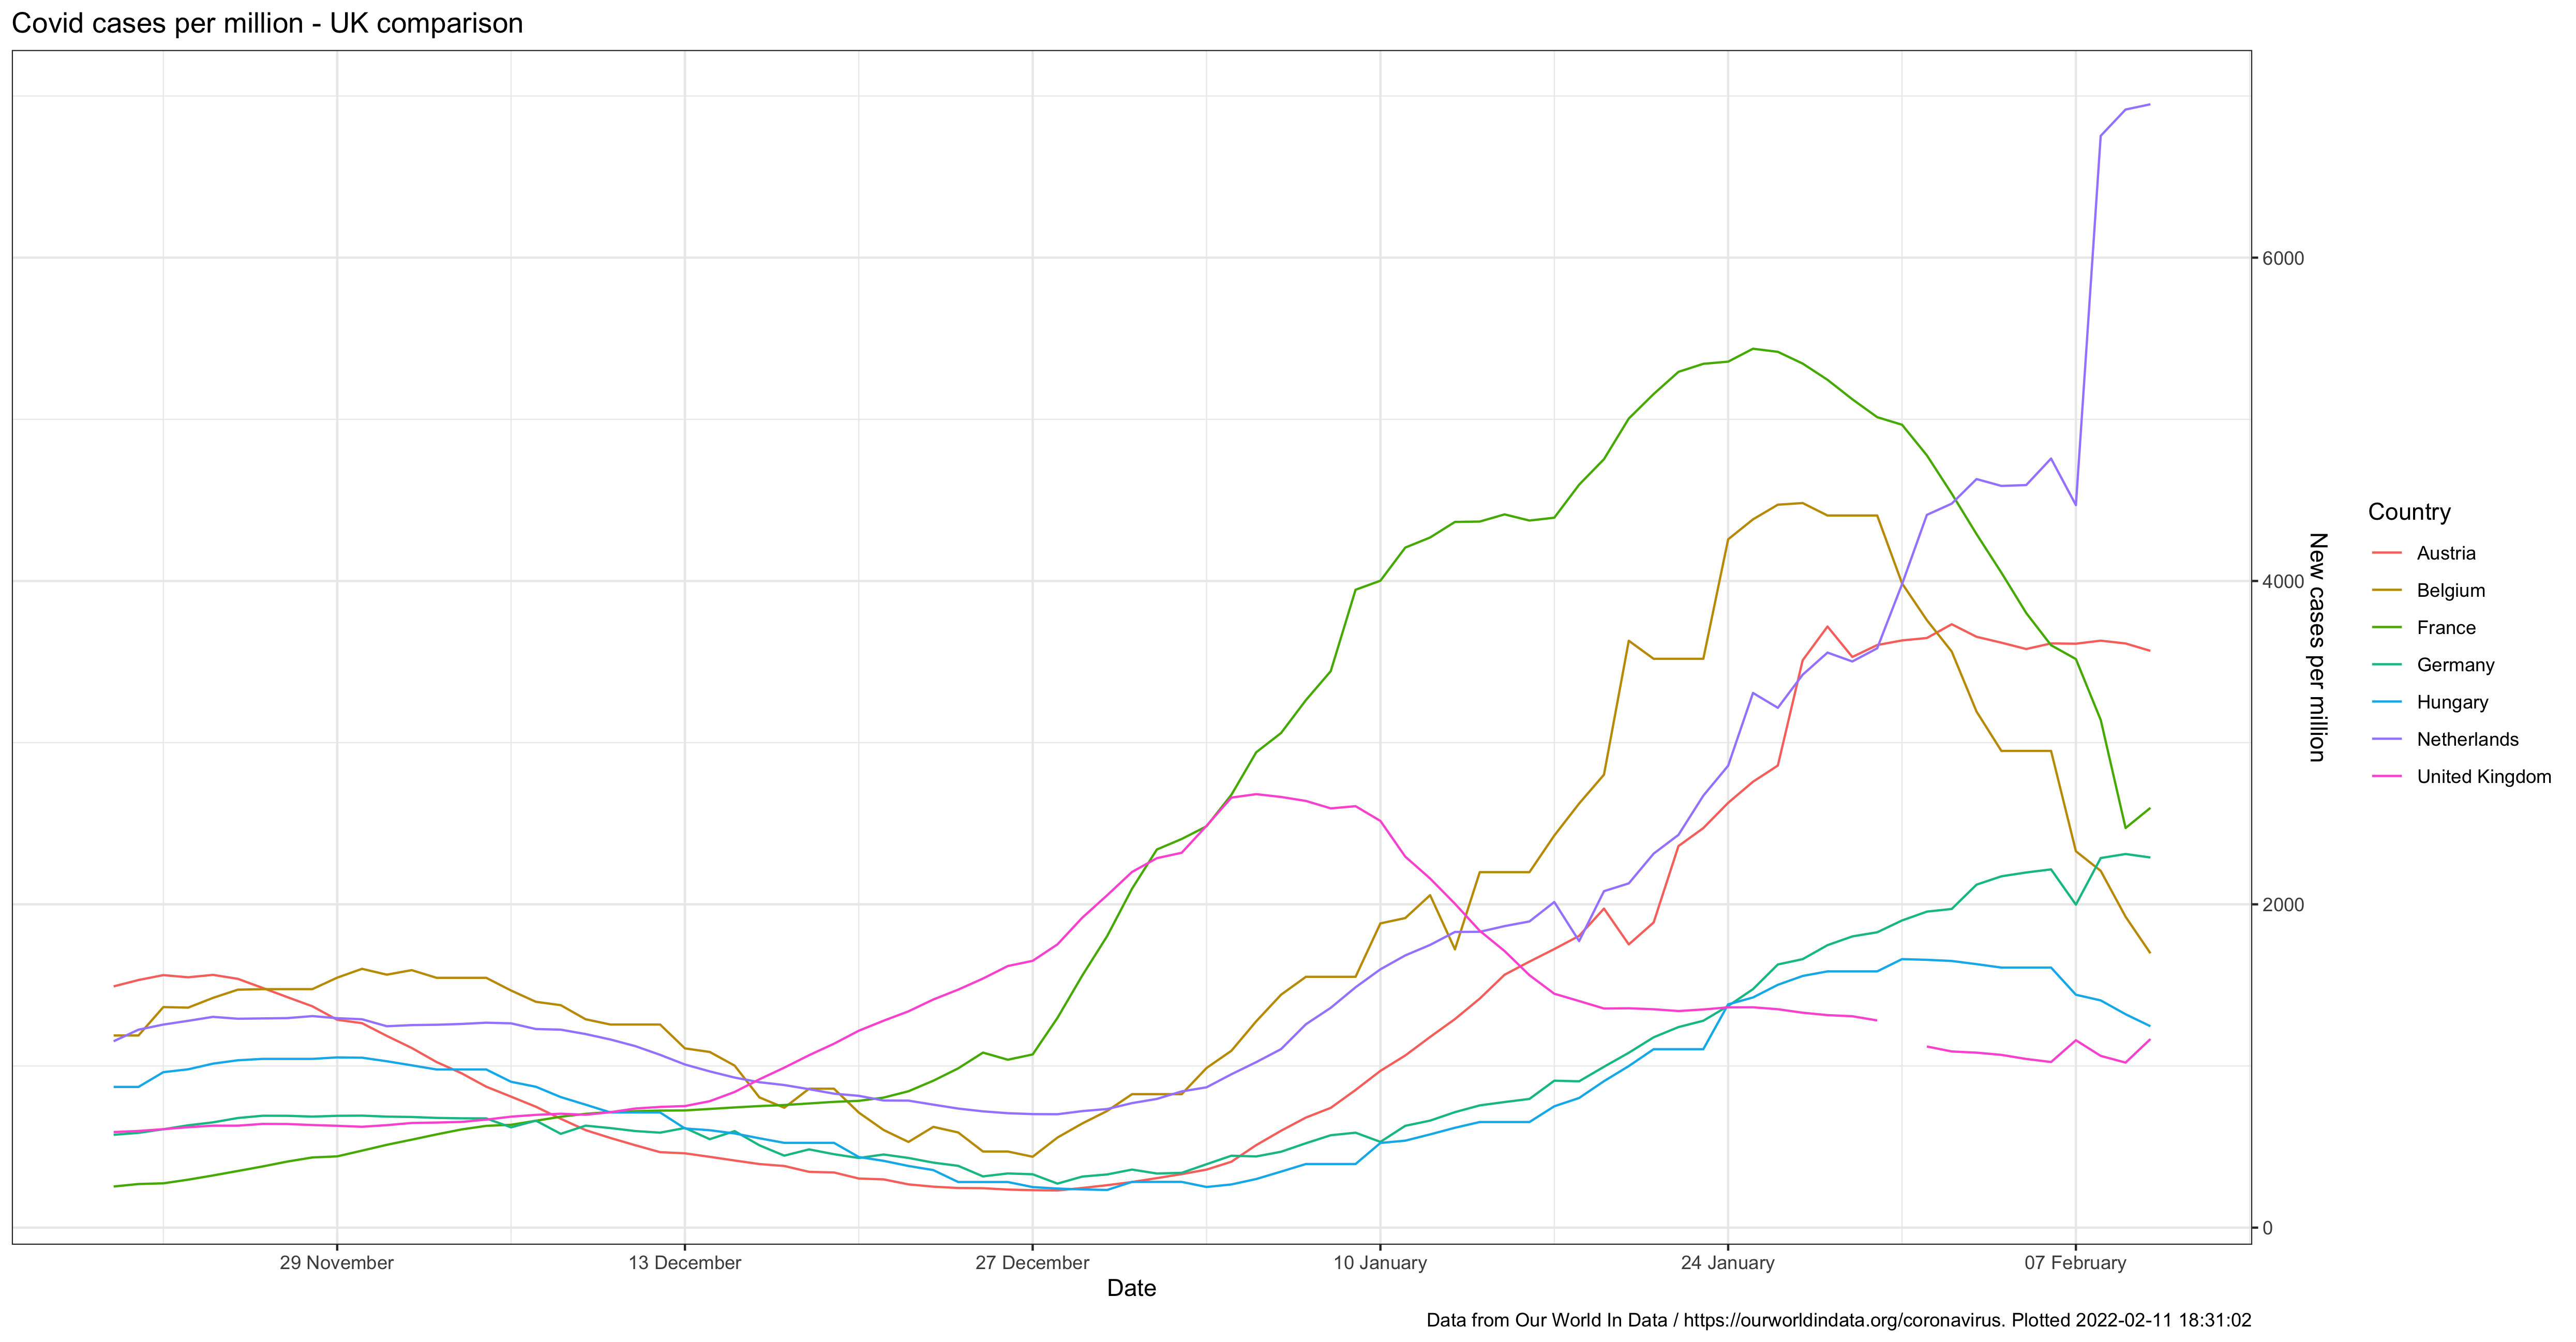 Covid cases per million - UK comparison
6000
4000
2000
0
New cases per million
29 November
13 December
27 December
10 January
24 January
07 February
Date
Country
Austria
Belgium
France
Germany
Hungary
Netherlands
United Kingdom
Data from Our World In Data / https://ourworldindata.org/coronavirus. Plotted 2022-02-11 18:31:02